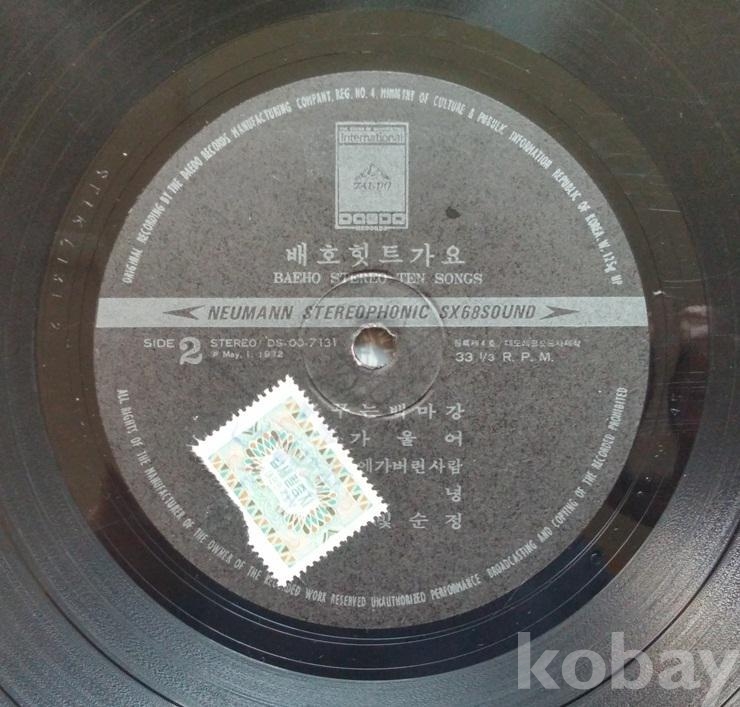 ORIGINAL RECORDING BY THE DAEDO RECORDS MANUFACTURING COMPANY. REG. NO. 4. MINISTRY OF CULTURE & PUBULIC INFORMATION REPUBLIC OF KOREA.
International
DAEDO
RECORDS
배호힛트가요
BAEHO STEREO TEN SONGS
NEUMANN STEREOPHONIC SX68SOUND
SIDE 2 STEREO/DS-00-7131
℗ May, 1, 1972
33 1/3 R. P. M.
꾸는백마강
가 울 어
에가버린사람
녕
순 정
ALL RIGHTS OF THE MANUFACTURER OF THE OWNER OF THE RECORDED WORK RESERVED UNAUTHORIZED PERFORMANCE BROADCASTING AND COPYING OF THE RECORDED PROHIBITED
kobay